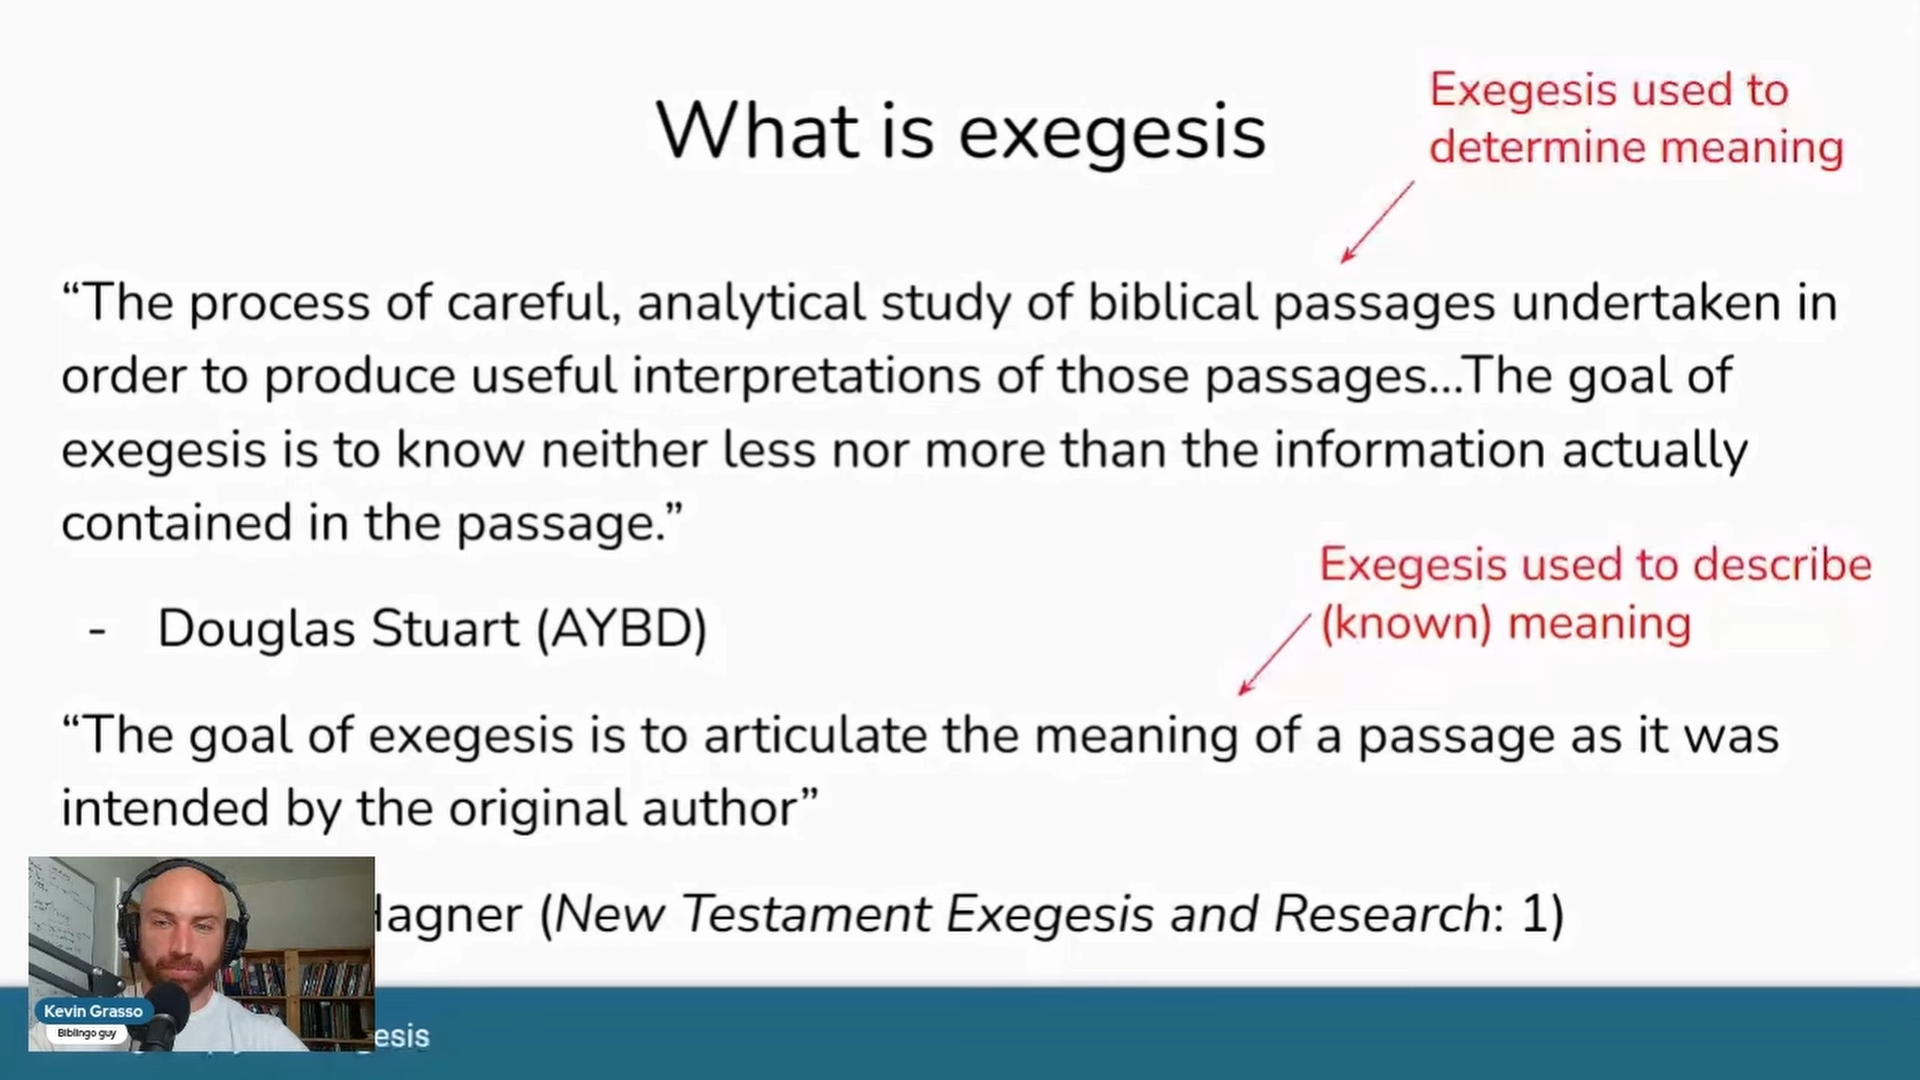 What is exegesis
Exegesis used to
determine meaning
“The process of careful, analytical study of biblical passages undertaken in
order to produce useful interpretations of those passages...The goal of
exegesis is to know neither less nor more than the information actually
contained in the passage.”
- Douglas Stuart (AYBD)
Exegesis used to describe
(known) meaning
“The goal of exegesis is to articulate the meaning of a passage as it was
intended by the original author”
(New Testament Exegesis and Research: 1)
Kevin Grasso
Biblingo guy